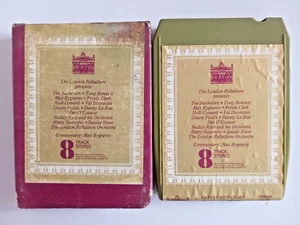 The London Palladium
presents
The Bachelors • Tony Bennett
Max Bygraves • Petula Clark
Noel Coward • Val Doonican
Gracie Fields • Danny La Rue
Des O'Connor
Buddy Rich and his Orchestra
Harry Secombe • Sandie Shaw
The London Palladium Orchestra
Commentary: Max Bygraves
8 TRACK
STEREO
The London Palladium
presents
The Bachelors • Tony Bennett
Max Bygraves • Petula Clark
Noel Coward • Val Doonican
Gracie Fields • Danny La Rue
Des O'Connor
Buddy Rich and his Orchestra
Harry Secombe • Sandie Shaw
The London Palladium Orchestra
Commentary: Max Bygraves
8 TRACK
STEREO